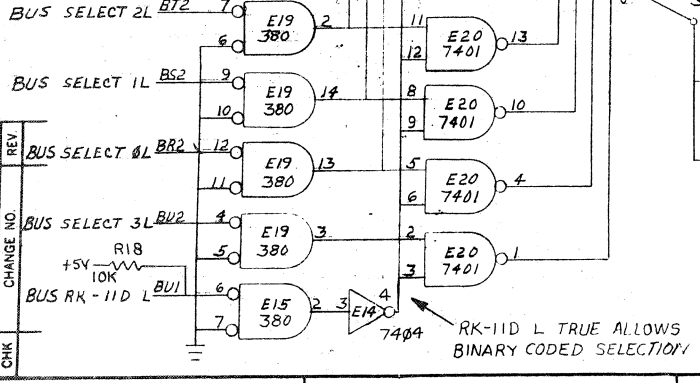 BUS SELECT 2L BT2 7 E19 380 2 11 E20 7401 13
6 12
BUS SELECT 1L BS2 9 E19 380 14 8 E20 7401 10
10 9
BUS SELECT ØL BR2 12 E19 380 13 5 E20 7401 4
11 6
BUS SELECT 3L BU2 4 E19 380 3 2 E20 7401 1
5 3
+5V R18 10K
BUS RK-11D L BU1 6 E15 380 2 3 E14 4 74Ø4
7
RK-11D L TRUE ALLOWS
BINARY CODED SELECTION
REV.
CHANGE NO.
CHK